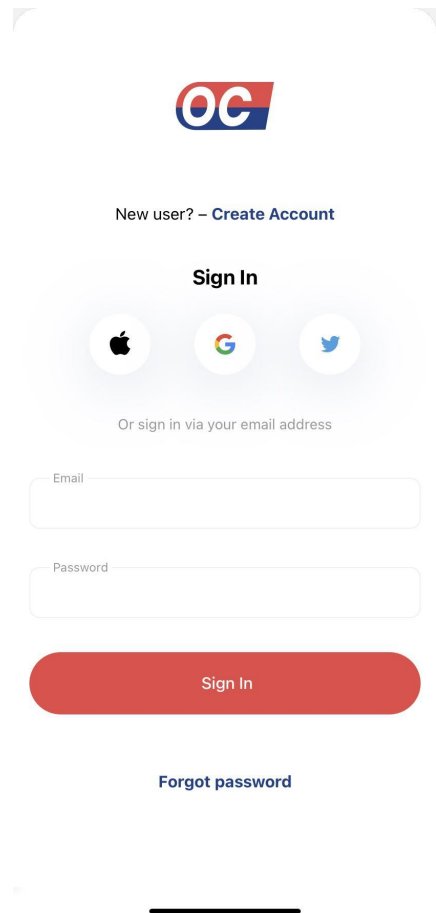 OC
New user? – Create Account
Sign In
Or sign in via your email address
Email
Password
Sign In
Forgot password